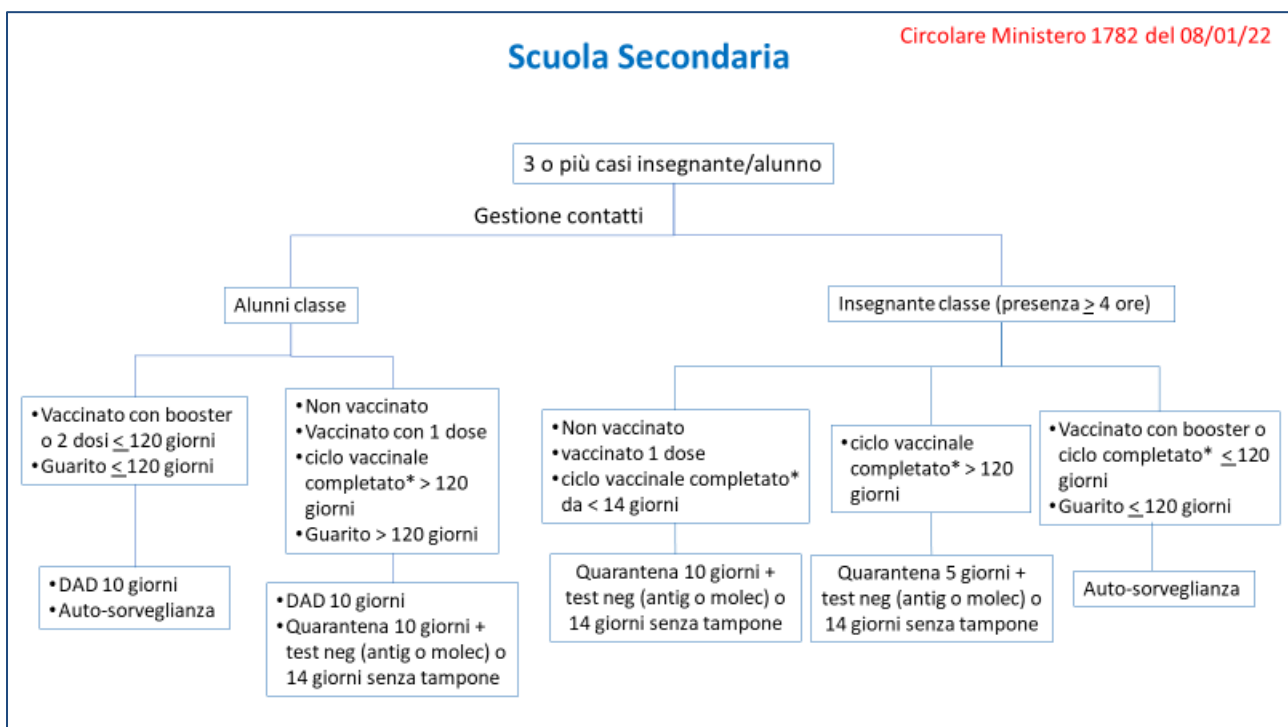 Circolare Ministero 1782 del 08/01/22
Scuola Secondaria
3 o più casi insegnante/alunno
Gestione contatti
Alunni classe
Insegnante classe (presenza ≥ 4 ore)
•Vaccinato con booster
o 2 dosi ≤ 120 giorni
•Guarito ≤ 120 giorni
•Non vaccinato
•Vaccinato con 1 dose
•ciclo vaccinale
completato* > 120
giorni
•Guarito > 120 giorni
•Non vaccinato
•vaccinato 1 dose
•ciclo vaccinale completato*
da < 14 giorni
•ciclo vaccinale
completato* > 120
giorni
•Vaccinato con booster o
ciclo completato* ≤ 120
giorni
•Guarito ≤ 120 giorni
•DAD 10 giorni
•Auto-sorveglianza
•DAD 10 giorni
•Quarantena 10 giorni +
test neg (antig o molec) o
14 giorni senza tampone
Quarantena 10 giorni +
test neg (antig o molec) o
14 giorni senza tampone
Quarantena 5 giorni +
test neg (antig o molec) o
14 giorni senza tampone
Auto-sorveglianza